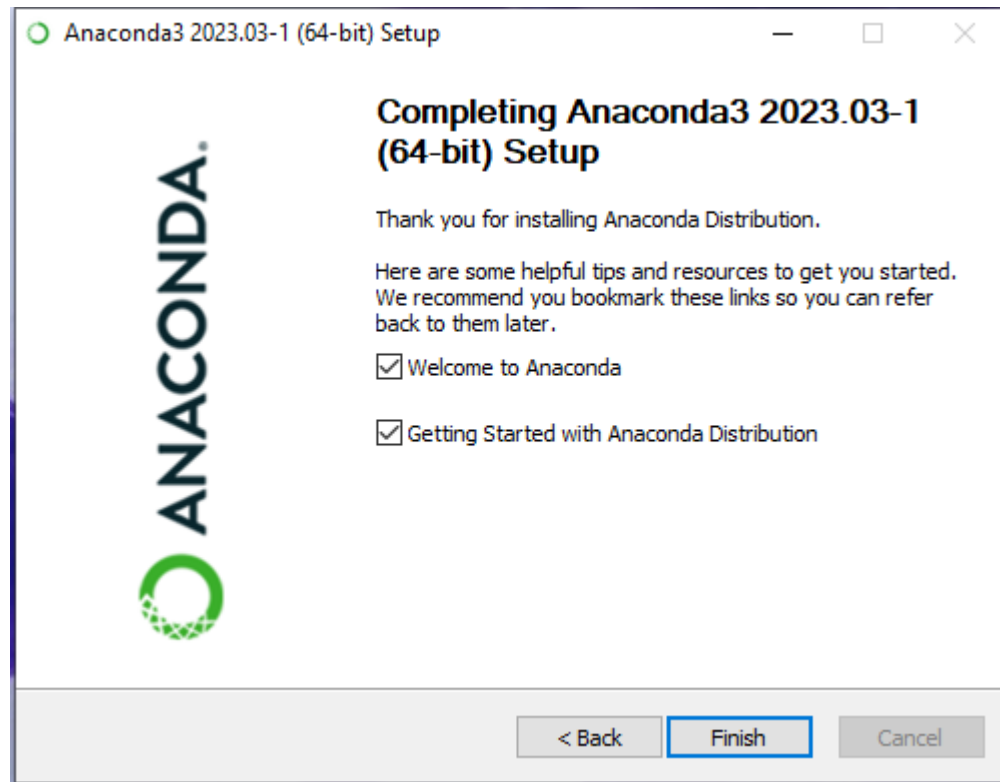 Anaconda3 2023.03-1 (64-bit) Setup
ANACONDA.
Completing Anaconda3 2023.03-1
(64-bit) Setup
Thank you for installing Anaconda Distribution.
Here are some helpful tips and resources to get you started.
We recommend you bookmark these links so you can refer
back to them later.
Welcome to Anaconda
Getting Started with Anaconda Distribution
< Back
Finish
Cancel